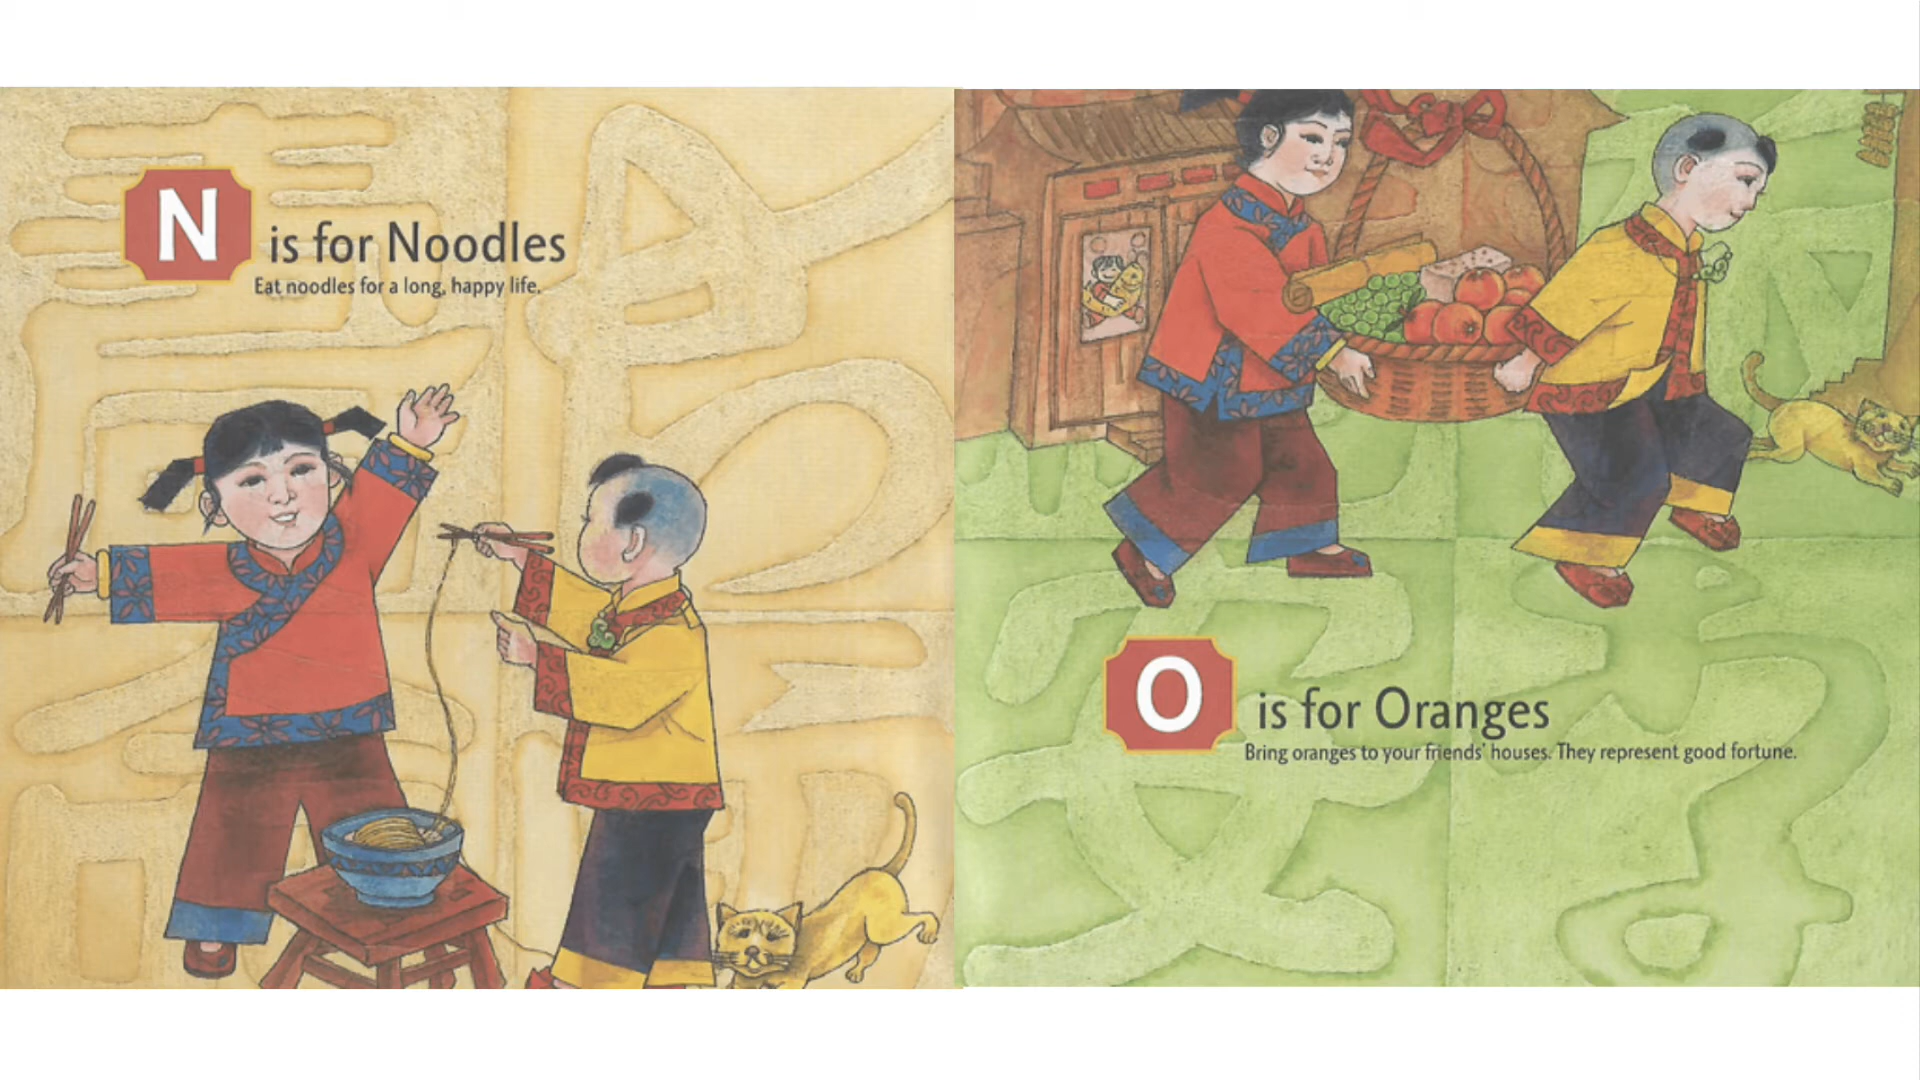 N is for Noodles
Eat noodles for a long, happy life.
O is for Oranges
Bring oranges to your friends' houses. They represent good fortune.